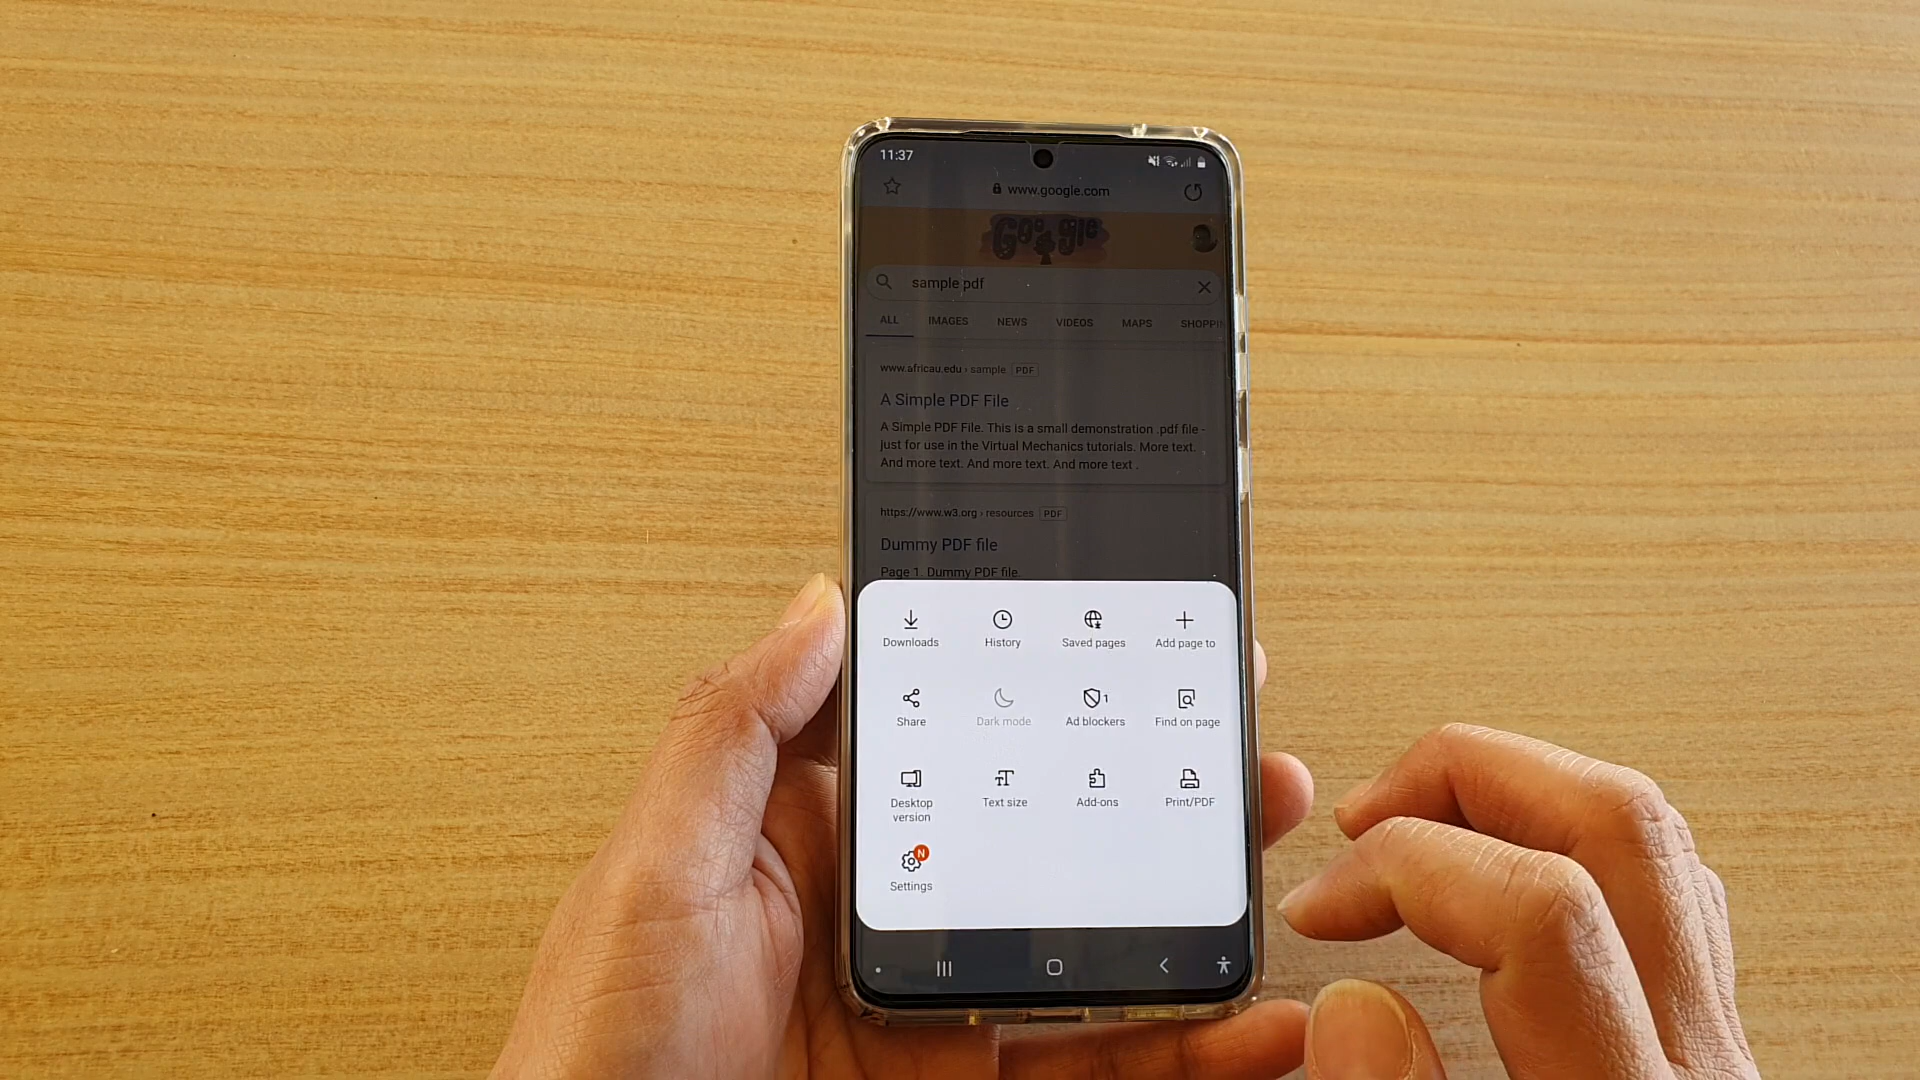 11:37
www.google.com
Google
sample pdf
ALL IMAGES NEWS VIDEOS MAPS SHOPPIN
www.africau.edu › sample PDF
A Simple PDF File
A Simple PDF File. This is a small demonstration .pdf file -
just for use in the Virtual Mechanics tutorials. More text.
And more text. And more text. And more text .
https://www.w3.org › resources PDF
Dummy PDF file
Page 1. Dummy PDF file.
Downloads History Saved pages Add page to
1
Share Dark mode Ad blockers Find on page
Desktop version Text size Add-ons Print/PDF
N
Settings